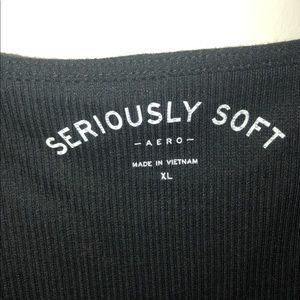 SERIOUSLY SOFT
— AERO —
MADE IN VIETNAM
XL